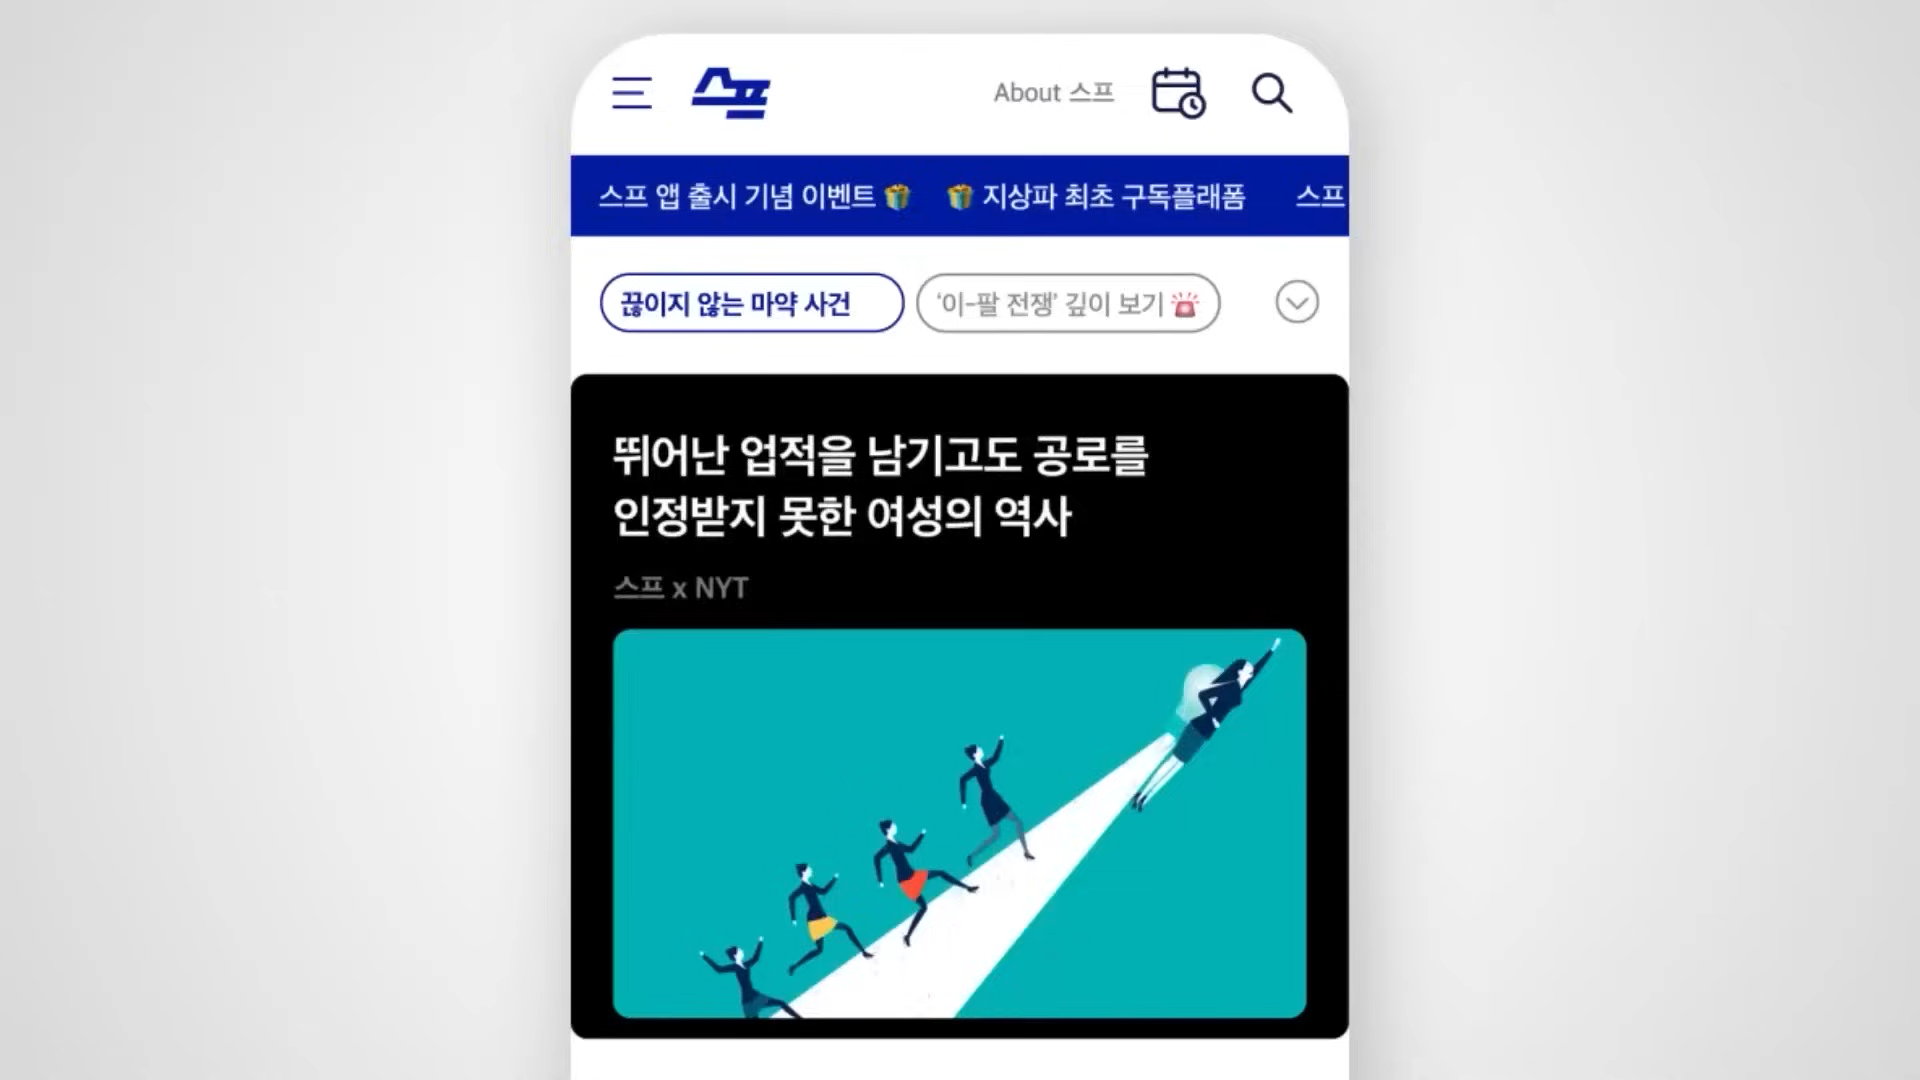 스프
About 스프
스프 앱 출시 기념 이벤트 🎁 🎁 지상파 최초 구독플래폼 스프
끊이지 않는 마약 사건
‘이-팔 전쟁’ 깊이 보기 🚨
뛰어난 업적을 남기고도 공로를
인정받지 못한 여성의 역사
스프 x NYT